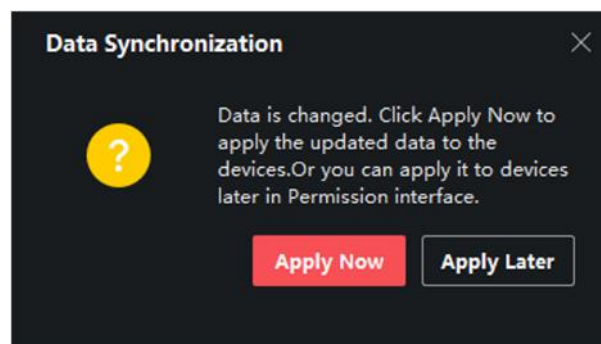 Data Synchronization
Data is changed. Click Apply Now to
apply the updated data to the
devices.Or you can apply it to devices
later in Permission interface.
Apply Now
Apply Later